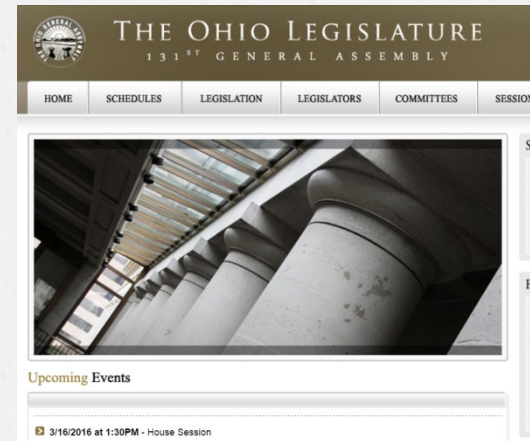 THE OHIO LEGISLATURE
131ST GENERAL ASSEMBLY
HOME
SCHEDULES
LEGISLATION
LEGISLATORS
COMMITTEES
Upcoming Events
3/16/2016 at 1:30PM - House Session